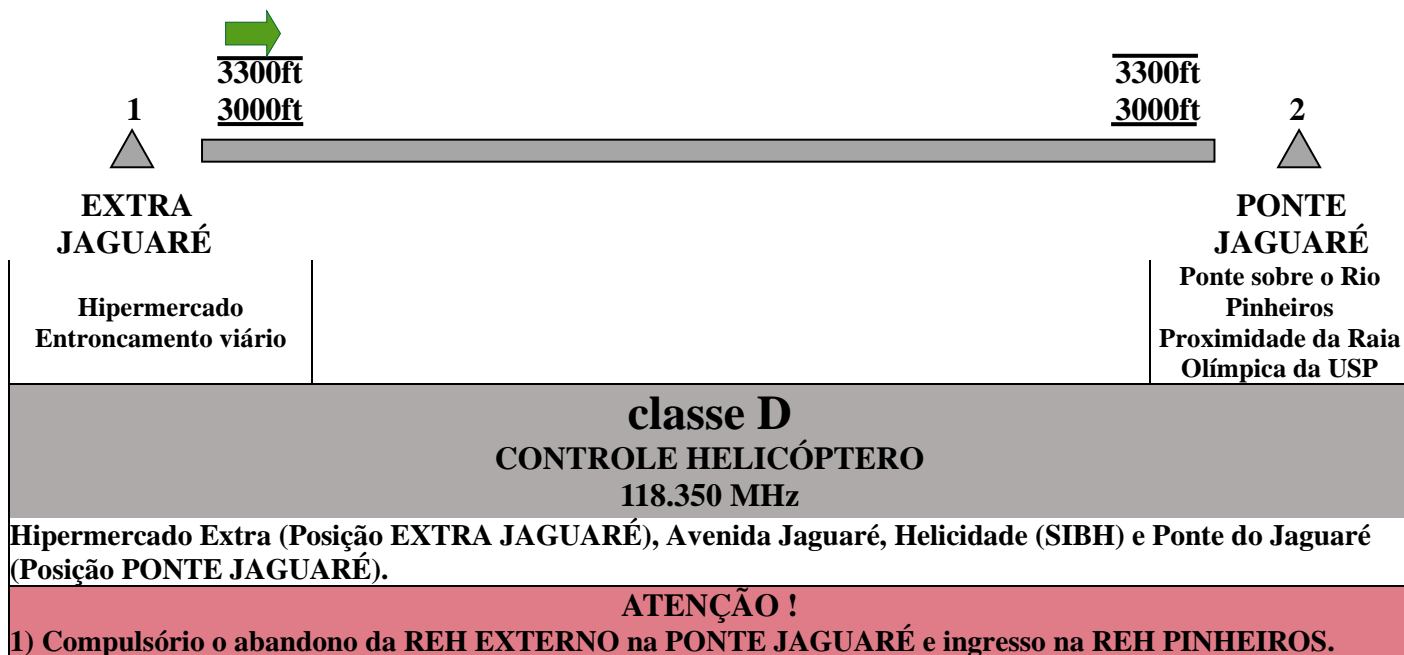 3300ft
3000ft
3300ft
3000ft
1
2
EXTRA
JAGUARÉ
PONTE
JAGUARÉ
Hipermercado
Entroncamento viário
Ponte sobre o Rio
Pinheiros
Proximidade da Raia
Olímpica da USP
classe D
CONTROLE HELICÓPTERO
118.350 MHz
Hipermercado Extra (Posição EXTRA JAGUARÉ), Avenida Jaguaré, Helicidade (SIBH) e Ponte do Jaguaré
(Posição PONTE JAGUARÉ).
ATENÇÃO !
1) Compulsório o abandono da REH EXTERNO na PONTE JAGUARÉ e ingresso na REH PINHEIROS.